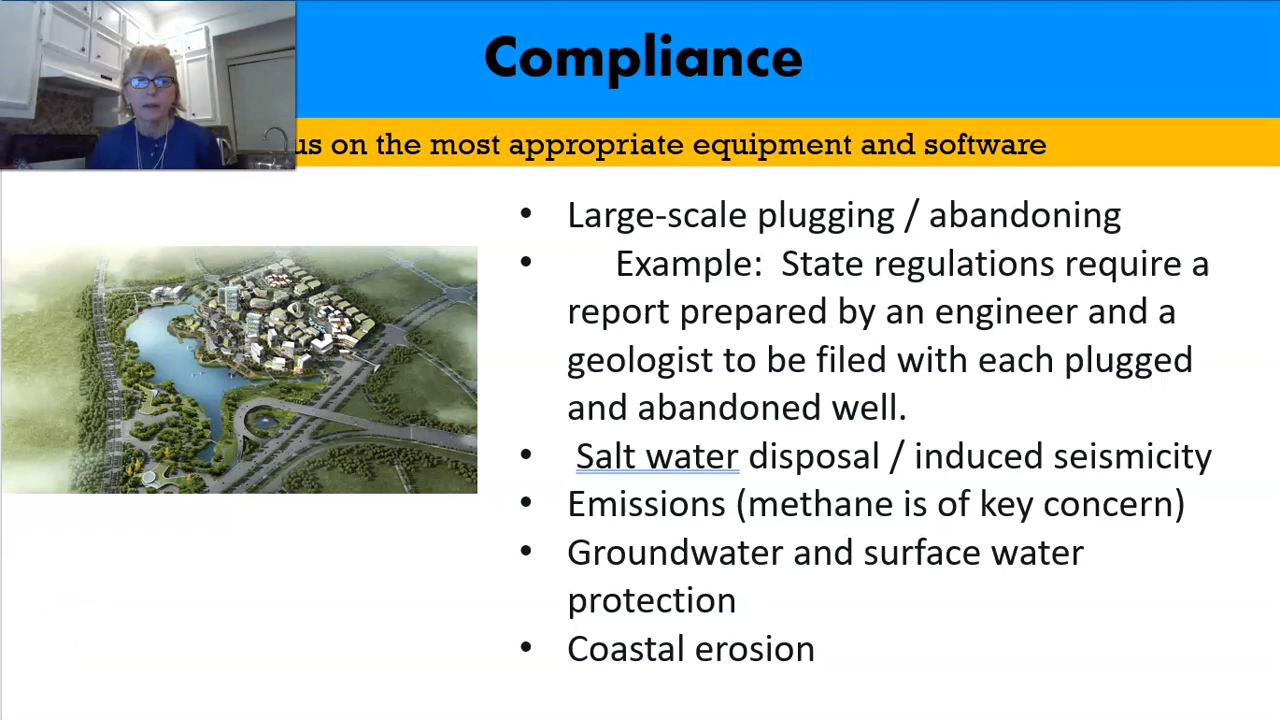 Compliance
us on the most appropriate equipment and software
• Large-scale plugging / abandoning
• Example: State regulations require a
report prepared by an engineer and a
geologist to be filed with each plugged
and abandoned well.
• Salt water disposal / induced seismicity
• Emissions (methane is of key concern)
• Groundwater and surface water
protection
• Coastal erosion